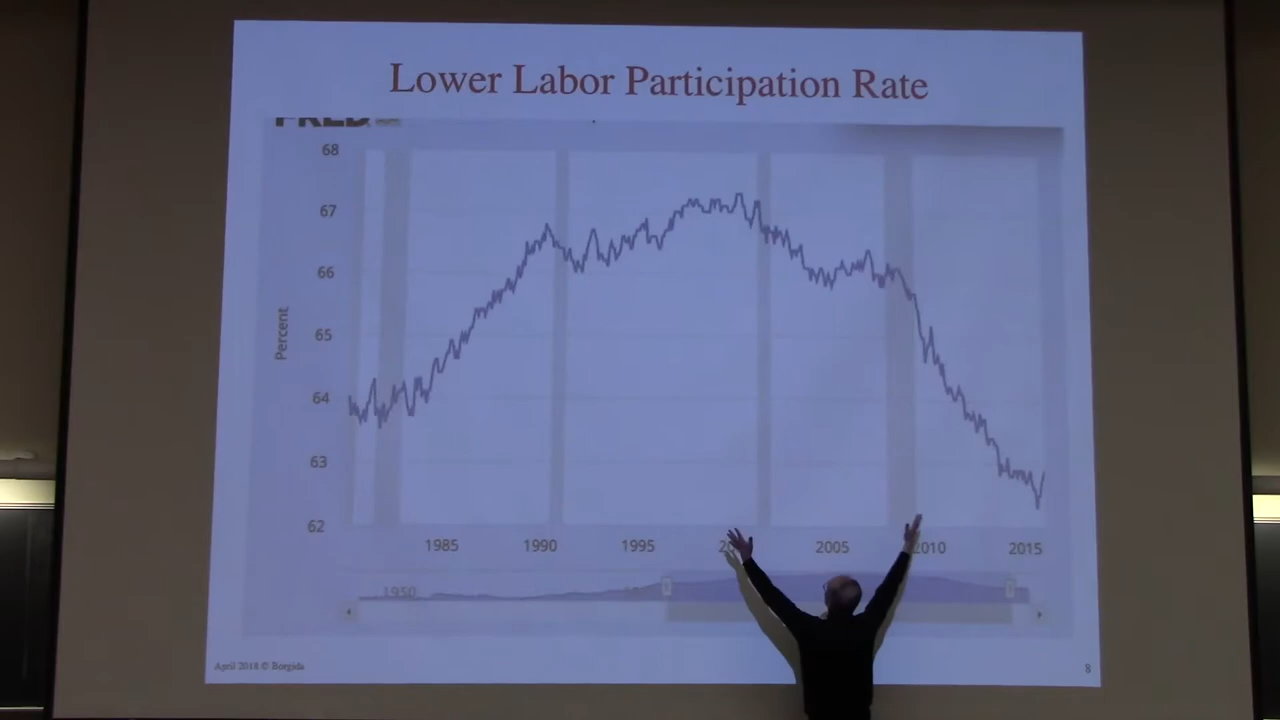 Lower Labor Participation Rate
FRED
68
67
66
65
64
63
62
Percent
1985 1990 1995 2005 2010 2015
1950
April 2018 © Borgida
8